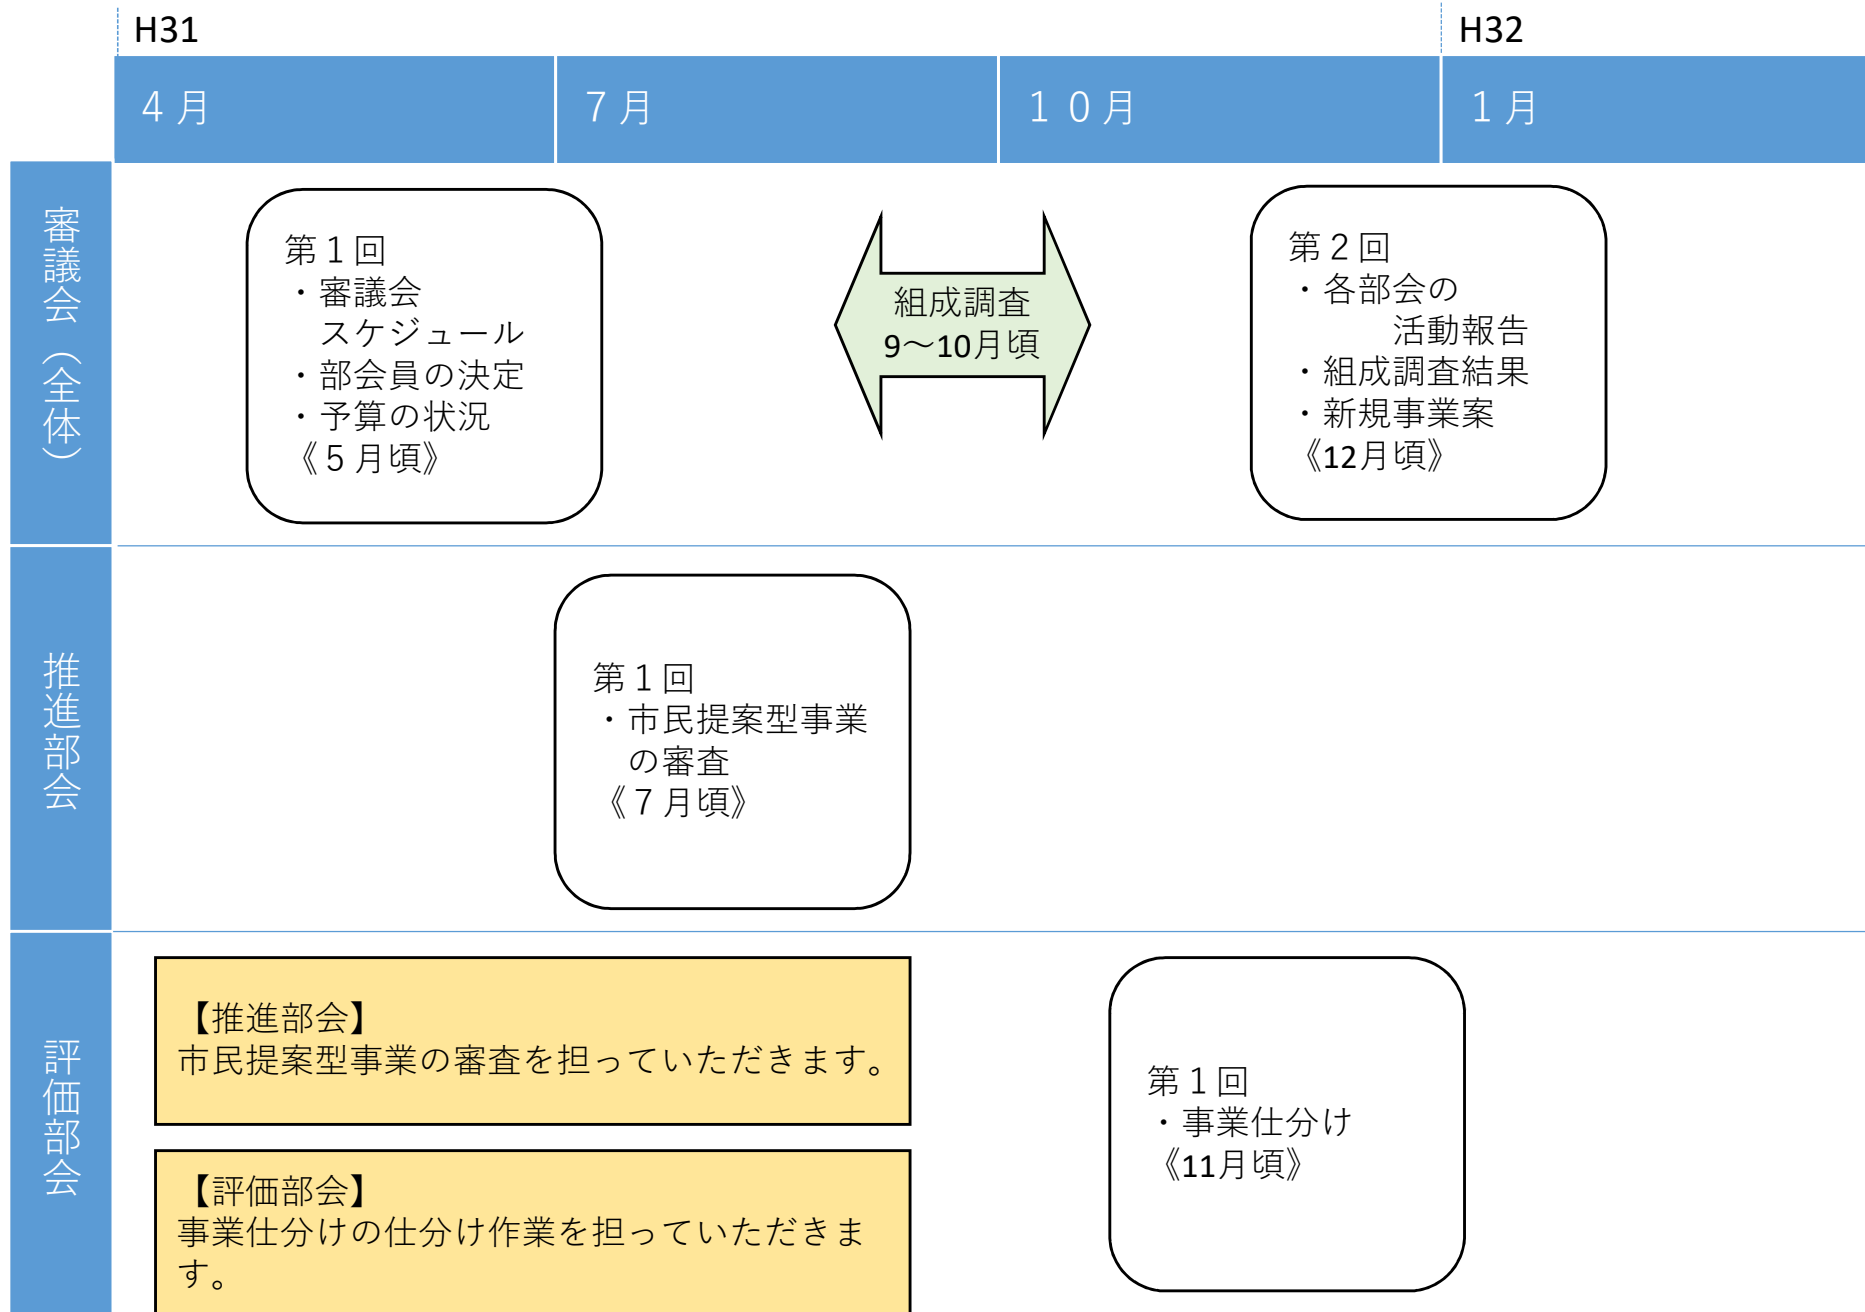 H31
H32
４月
７月
１０月
１月
審議会（全体）
第１回
・審議会
スケジュール
・部会員の決定
・予算の状況
《５月頃》
組成調査
9～10月頃
第２回
・各部会の
活動報告
・組成調査結果
・新規事業案
《12月頃》
推進部会
第１回
・市民提案型事業
の審査
《７月頃》
評価部会
【推進部会】
市民提案型事業の審査を担っていただきます。
【評価部会】
事業仕分けの仕分け作業を担っていただきま
す。
第１回
・事業仕分け
《11月頃》